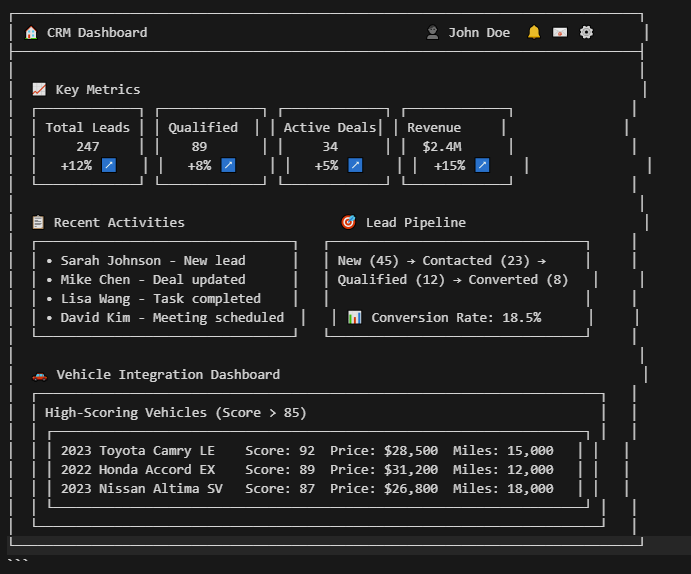 🏠 CRM Dashboard 👤 John Doe 🔔 📧 ⚙️
📈 Key Metrics
Total Leads Qualified Active Deals Revenue
247 89 34 $2.4M
+12% ↗️ +8% ↗️ +5% ↗️ +15% ↗️
📋 Recent Activities 🎯 Lead Pipeline
• Sarah Johnson - New lead New (45) → Contacted (23) →
• Mike Chen - Deal updated Qualified (12) → Converted (8)
• Lisa Wang - Task completed
• David Kim - Meeting scheduled 📊 Conversion Rate: 18.5%
🚗 Vehicle Integration Dashboard
High-Scoring Vehicles (Score > 85)
2023 Toyota Camry LE Score: 92 Price: $28,500 Miles: 15,000
2022 Honda Accord EX Score: 89 Price: $31,200 Miles: 12,000
2023 Nissan Altima SV Score: 87 Price: $26,800 Miles: 18,000
```